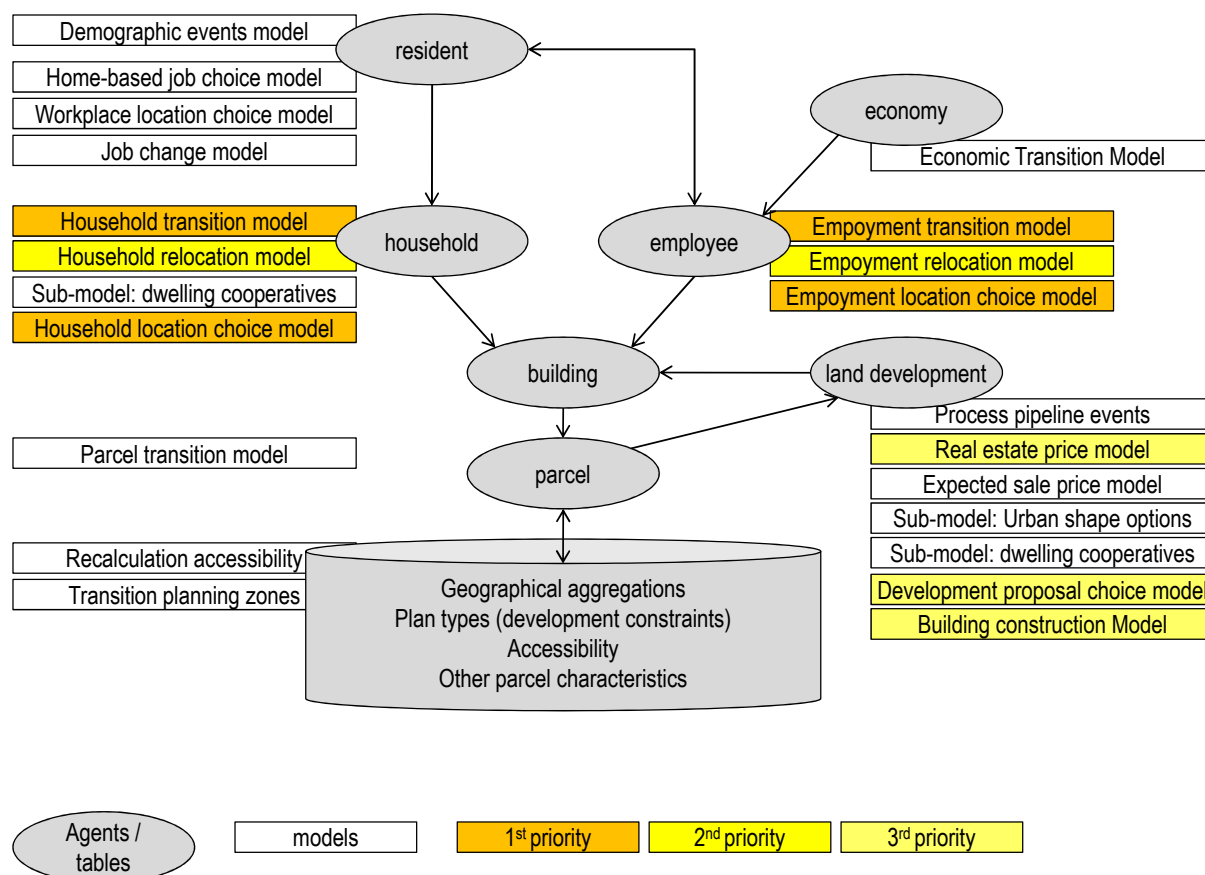 Demographic events model
resident
Home-based job choice model
Workplace location choice model
Job change model
economy
Economic Transition Model
Household transition model
Household relocation model
Sub-model: dwelling cooperatives
Household location choice model
household
employee
Empoyment transition model
Empoyment relocation model
Empoyment location choice model
building
land development
Process pipeline events
Real estate price model
Expected sale price model
Sub-model: Urban shape options
Sub-model: dwelling cooperatives
Development proposal choice model
Building construction Model
Parcel transition model
parcel
Recalculation accessibility
Transition planning zones
Geographical aggregations
Plan types (development constraints)
Accessibility
Other parcel characteristics
Agents /
tables
models
1st priority
2nd priority
3rd priority